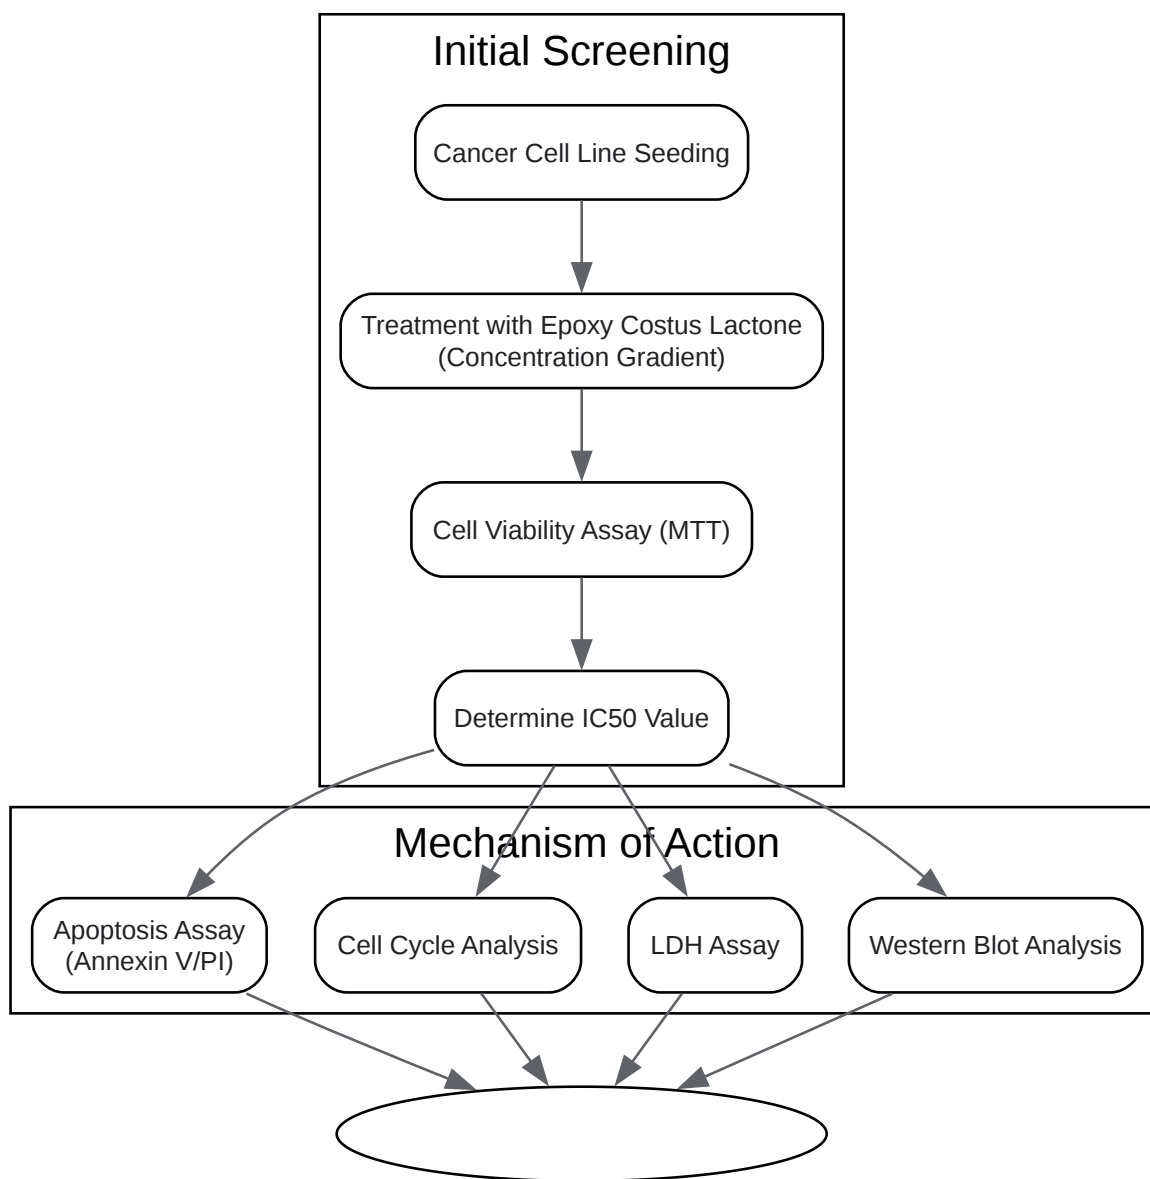 Initial Screening
Cancer Cell Line Seeding
Treatment with Epoxy Costus Lactone
(Concentration Gradient)
Cell Viability Assay (MTT)
Determine IC50 Value
Mechanism of Action
Apoptosis Assay
(Annexin V/PI)
Cell Cycle Analysis
LDH Assay
Western Blot Analysis